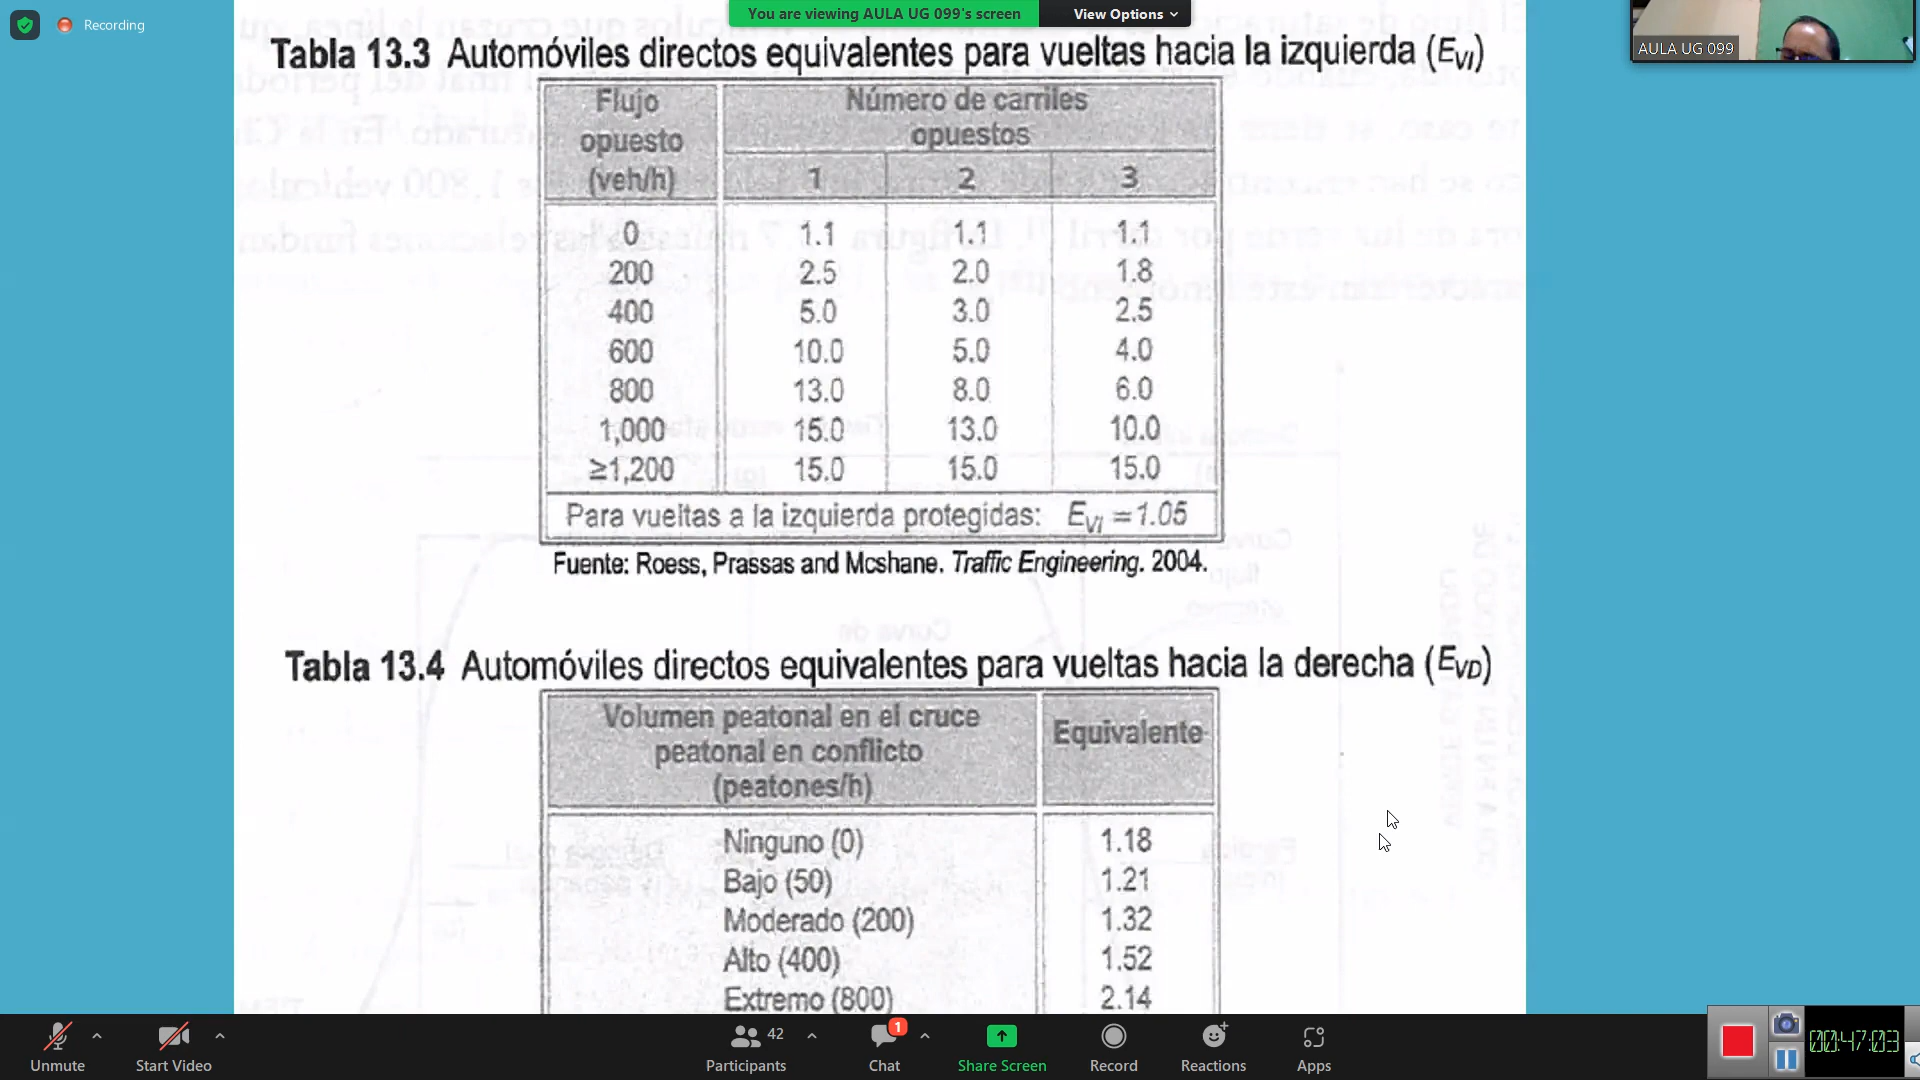 You are viewing AULA UG 099's screen
View Options
Recording
AULA UG 099
Tabla 13.3 Automóviles directos equivalentes para vueltas hacia la izquierda (EVI)
Flujo opuesto (veh/h)
Número de carriles opuestos
1 2 3
0 1.1 1.1 1.1
200 2.5 2.0 1.8
400 5.0 3.0 2.5
600 10.0 5.0 4.0
800 13.0 8.0 6.0
1,000 15.0 13.0 10.0
≥1,200 15.0 15.0 15.0
Para vueltas a la izquierda protegidas: EVI =1.05
Fuente: Roess, Prassas and Mcshane. Traffic Engineering. 2004.
Tabla 13.4 Automóviles directos equivalentes para vueltas hacia la derecha (EVD)
Volumen peatonal en el cruce
peatonal en conflicto
(peatones/h)
Equivalente
Ninguno (0) 1.18
Bajo (50) 1.21
Moderado (200) 1.32
Alto (400) 1.52
Extremo (800) 2.14
Unmute
Start Video
42
Participants
1
Chat
Share Screen
Record
Reactions
Apps
00:47:03